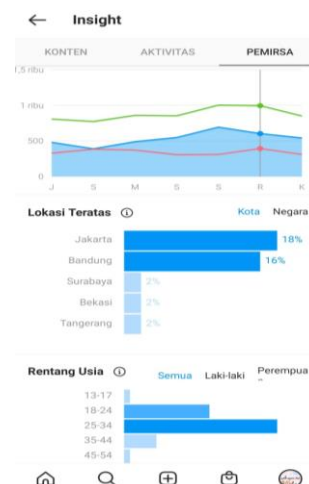 ← Insight
KONTEN AKTIVITAS PEMIRSA
1,5 ribu
1 ribu
500
0
J S M S S R K
Lokasi Teratas Kota Negara
Jakarta 18%
Bandung 16%
Surabaya 2%
Bekasi 2%
Tangerang 2%
Rentang Usia Semua Laki-laki Perempua
13-17
18-24
25-34
35-44
45-54